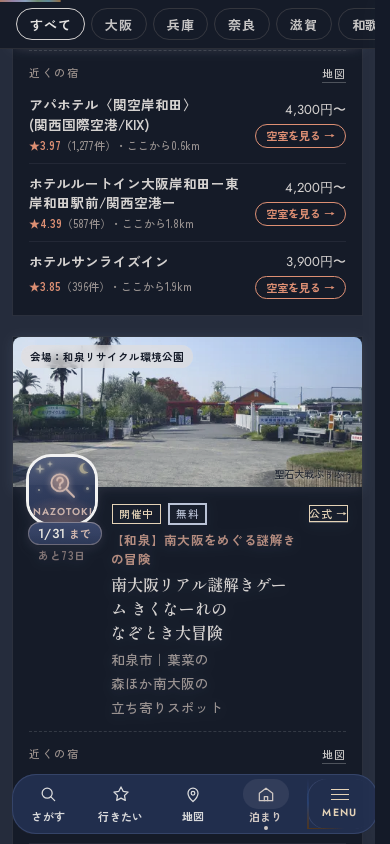 すべて
大阪
兵庫
奈良
滋賀
和歌
近くの宿
地図
アパホテル〈関空岸和田〉
(関西国際空港/KIX)
★3.97（1,277件）・ここから0.6km
4,300円〜
空室を見る →
ホテルルートイン大阪岸和田ー東
岸和田駅前/関西空港ー
★4.39（587件）・ここから1.8km
4,200円〜
空室を見る →
ホテルサンライズイン
★3.85（396件）・ここから1.9km
3,900円〜
空室を見る →
会場：和泉リサイクル環境公園
NAZOTOKI
1/31 まで
あと73日
開催中
無料
公式 →
【和泉】南大阪をめぐる謎解き
の冒険
南大阪リアル謎解きゲー
ム きくなーれの
なぞとき大冒険
和泉市｜葉菜の
森ほか南大阪の
立ち寄りスポット
近くの宿
地図
さがす
行きたい
地図
泊まり
MENU